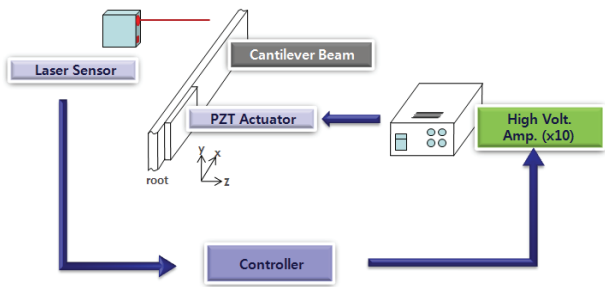 Cantilever Beam
Laser Sensor
PZT Actuator
High Volt.
Amp. (x10)
y
x
z
root
Controller